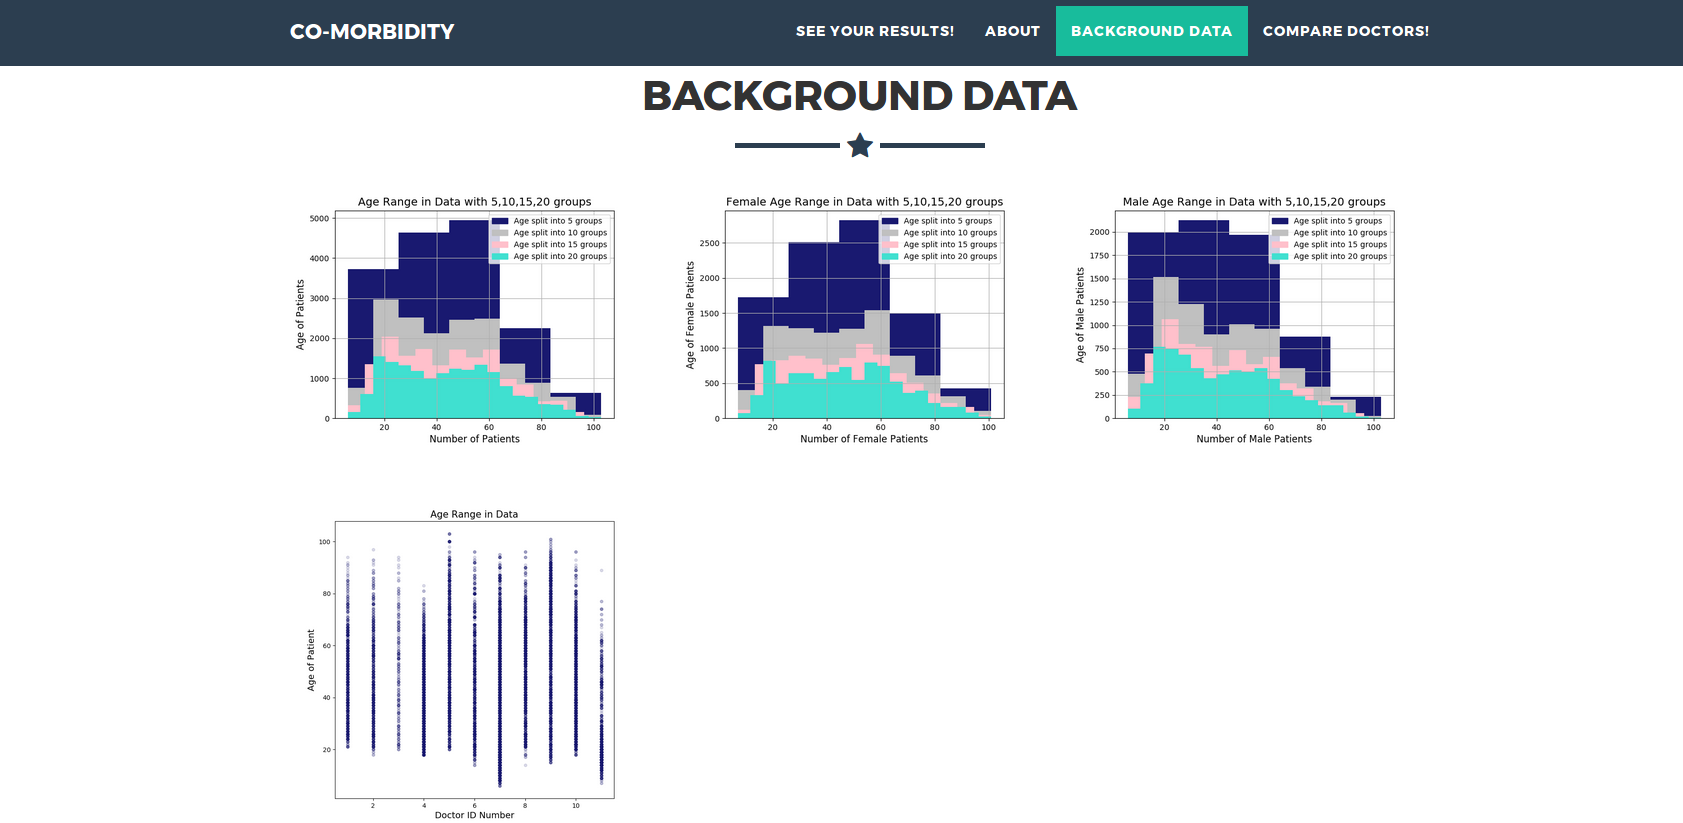 CO-MORBIDITY
SEE YOUR RESULTS! ABOUT BACKGROUND DATA COMPARE DOCTORS!
BACKGROUND DATA
Age Range in Data with 5,10,15,20 groups
Age split into 5 groups
Age split into 10 groups
Age split into 15 groups
Age split into 20 groups
Age of Patients
5000
4000
3000
2000
1000
0
20 40 60 80 100
Number of Patients
Female Age Range in Data with 5,10,15,20 groups
Age split into 5 groups
Age split into 10 groups
Age split into 15 groups
Age split into 20 groups
Age of Female Patients
2500
2000
1500
1000
500
0
20 40 60 80 100
Number of Female Patients
Male Age Range in Data with 5,10,15,20 groups
Age split into 5 groups
Age split into 10 groups
Age split into 15 groups
Age split into 20 groups
Age of Male Patients
2000
1750
1500
1250
1000
750
500
250
0
20 40 60 80 100
Number of Male Patients
Age Range in Data
Age of Patient
100
80
60
40
20
2 4 6 8 10
Doctor ID Number